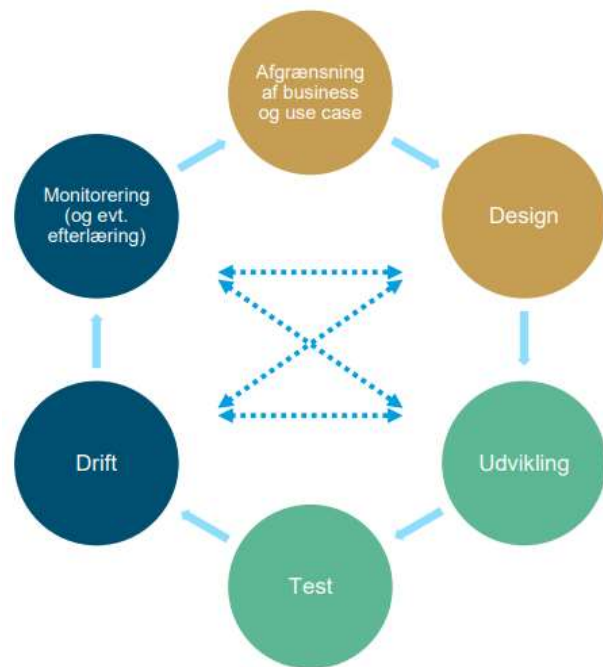 Afgrænsning
af business
og use case
Design
Udvikling
Test
Drift
Monitorering
(og evt.
efterlæring)